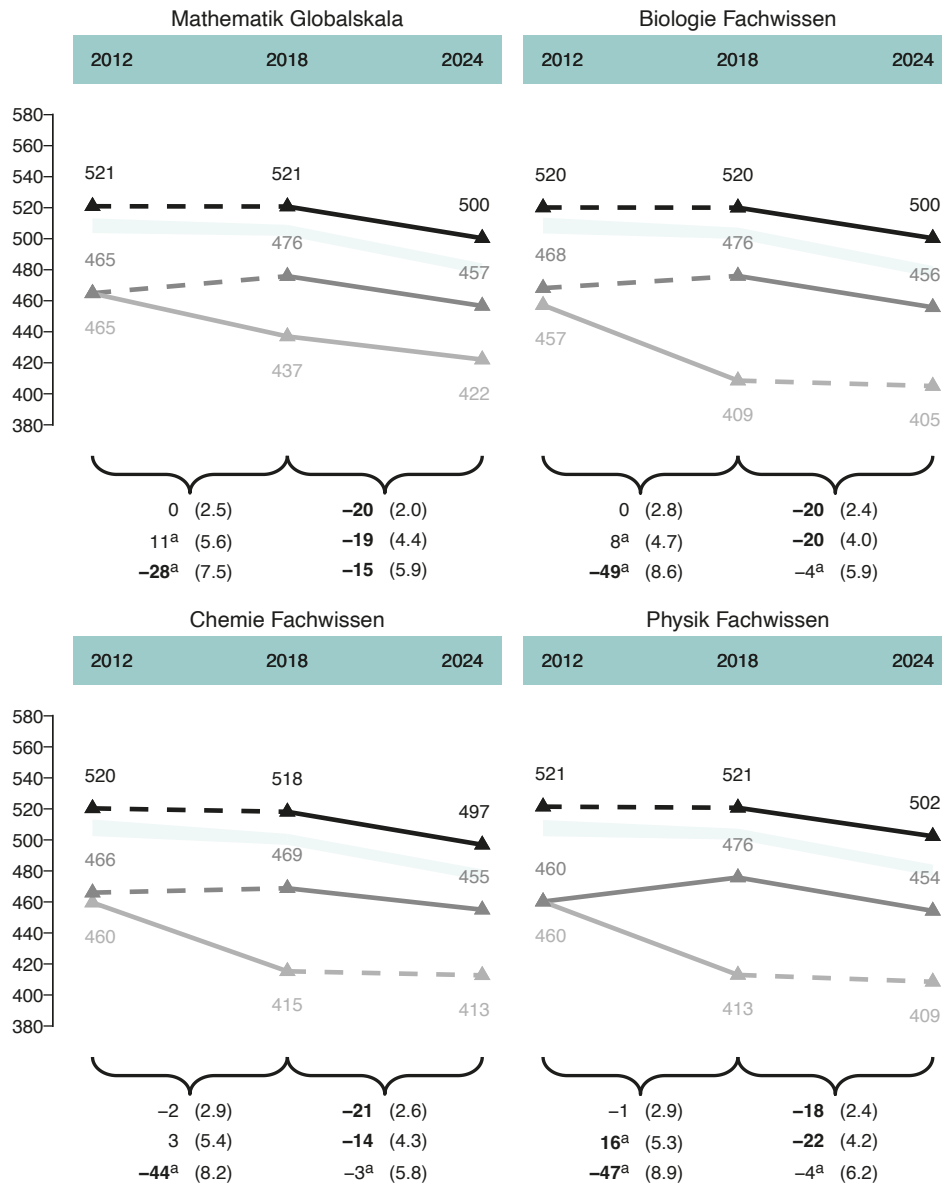 Mathematik Globalskala
2012 2018 2024
580
560
540
520
500
480
460
440
420
400
380
521 521 500
465 476 457
465 437 422
0 (2.5) –20 (2.0)
11a (5.6) –19 (4.4)
–28a (7.5) –15 (5.9)
Biologie Fachwissen
2012 2018 2024
520 520 500
468 476 456
457 409 405
0 (2.8) –20 (2.4)
8a (4.7) –20 (4.0)
–49a (8.6) –4a (5.9)
Chemie Fachwissen
2012 2018 2024
580
560
540
520
500
480
460
440
420
400
380
520 518 497
466 469 455
460 415 413
–2 (2.9) –21 (2.6)
3 (5.4) –14 (4.3)
–44a (8.2) –3a (5.8)
Physik Fachwissen
2012 2018 2024
521 521 502
460 476 454
460 413 409
–1 (2.9) –18 (2.4)
16a (5.3) –22 (4.2)
–47a (8.9) –4a (6.2)